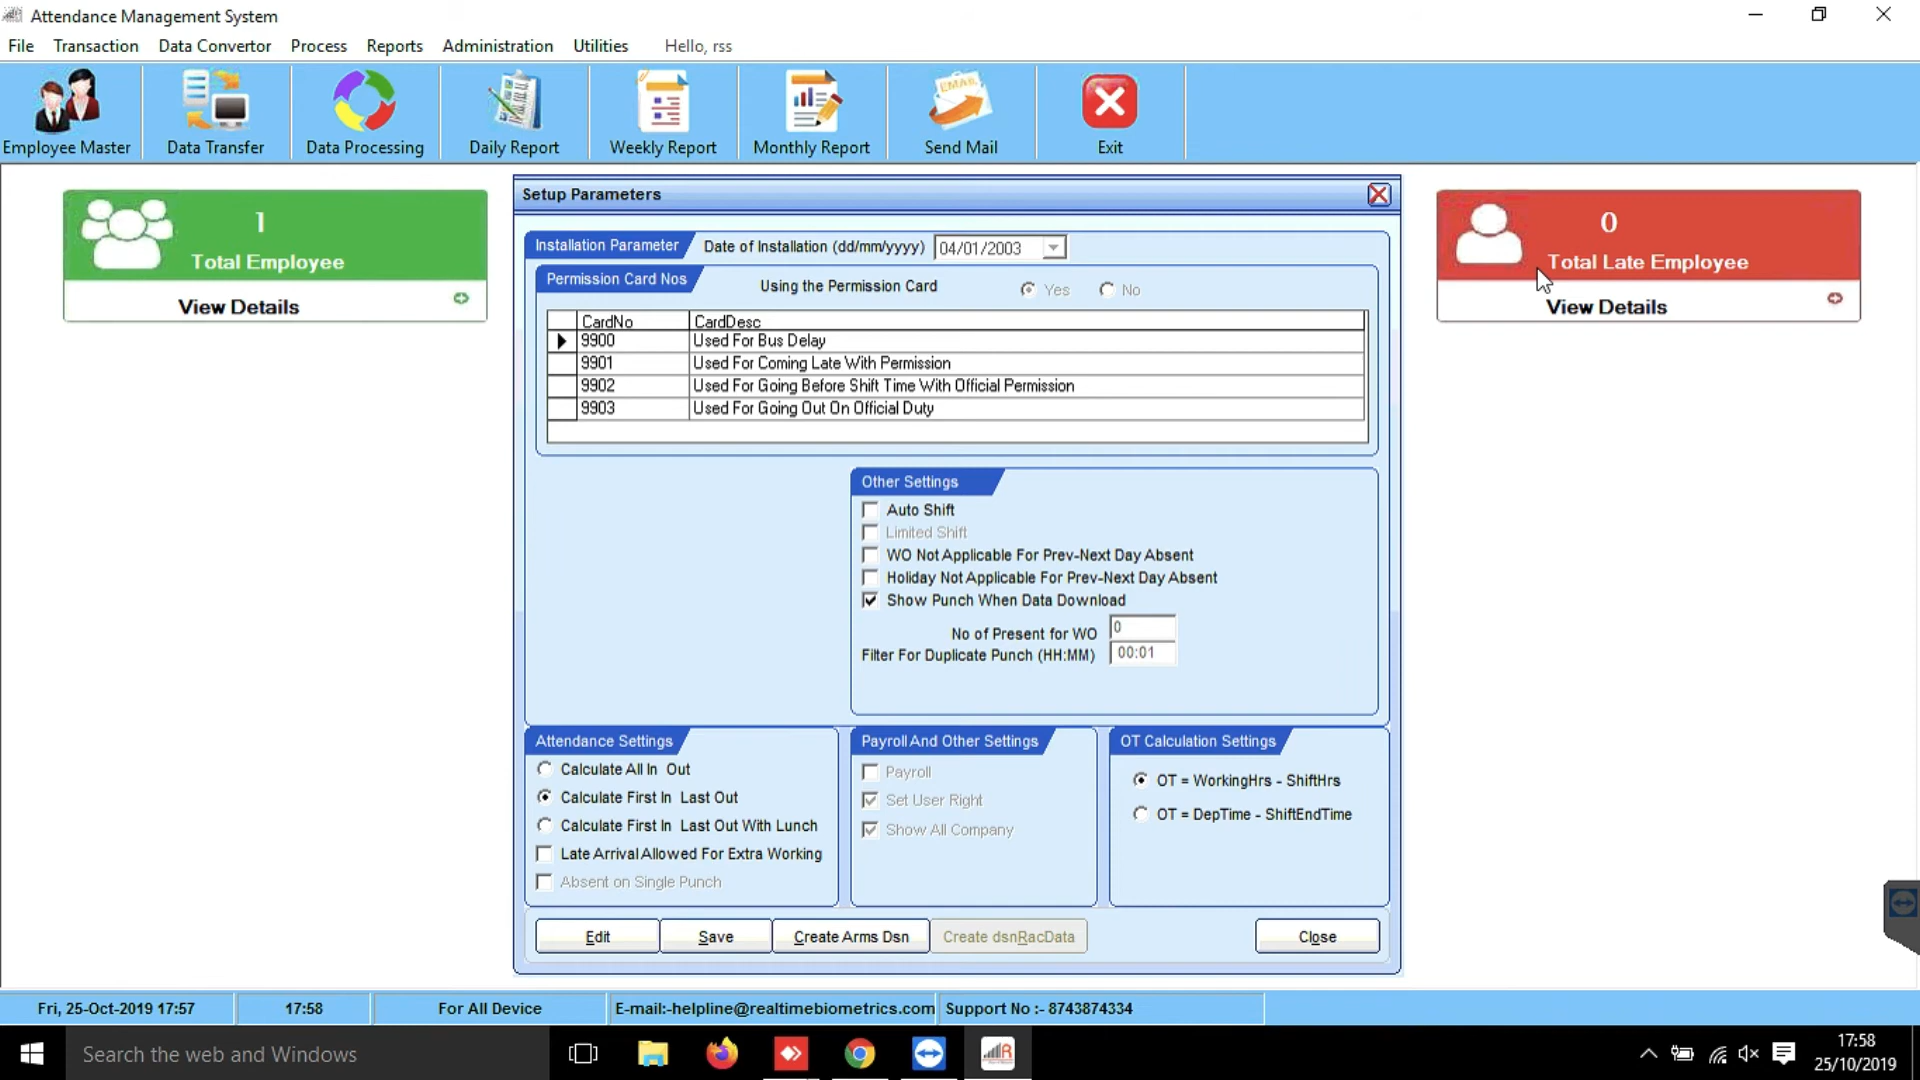 Attendance Management System
File Transaction Data Convertor Process Reports Administration Utilities Hello, rss
Employee Master Data Transfer Data Processing Daily Report Weekly Report EMAIL Monthly Report Send Mail Exit
1
Total Employee
View Details
Setup Parameters
Installation Parameter Date of Installation (dd/mm/yyyy) 04/01/2003
Permission Card Nos Using the Permission Card Yes No
CardNo CardDesc
9900 Used For Bus Delay
9901 Used For Coming Late With Permission
9902 Used For Going Before Shift Time With Official Permission
9903 Used For Going Out On Official Duty
Other Settings
Auto Shift
Limited Shift
WO Not Applicable For Prev-Next Day Absent
Holiday Not Applicable For Prev-Next Day Absent
Show Punch When Data Download
No of Present for WO 0
Filter For Duplicate Punch (HH:MM) 00:01
Attendance Settings
Calculate All In Out
Calculate First In Last Out
Calculate First In Last Out With Lunch
Late Arrival Allowed For Extra Working
Absent on Single Punch
Payroll And Other Settings
Payroll
Set User Right
Show All Company
OT Calculation Settings
OT = WorkingHrs - ShiftHrs
OT = DepTime - ShiftEndTime
Edit Save Create Arms Dsn Create dsnRacData Close
0
Total Late Employee
View Details
Fri, 25-Oct-2019 17:57 17:58 For All Device E-mail:-helpline@realtimebiometrics.com Support No :- 8743874334
Search the web and Windows
R
17:58
25/10/2019